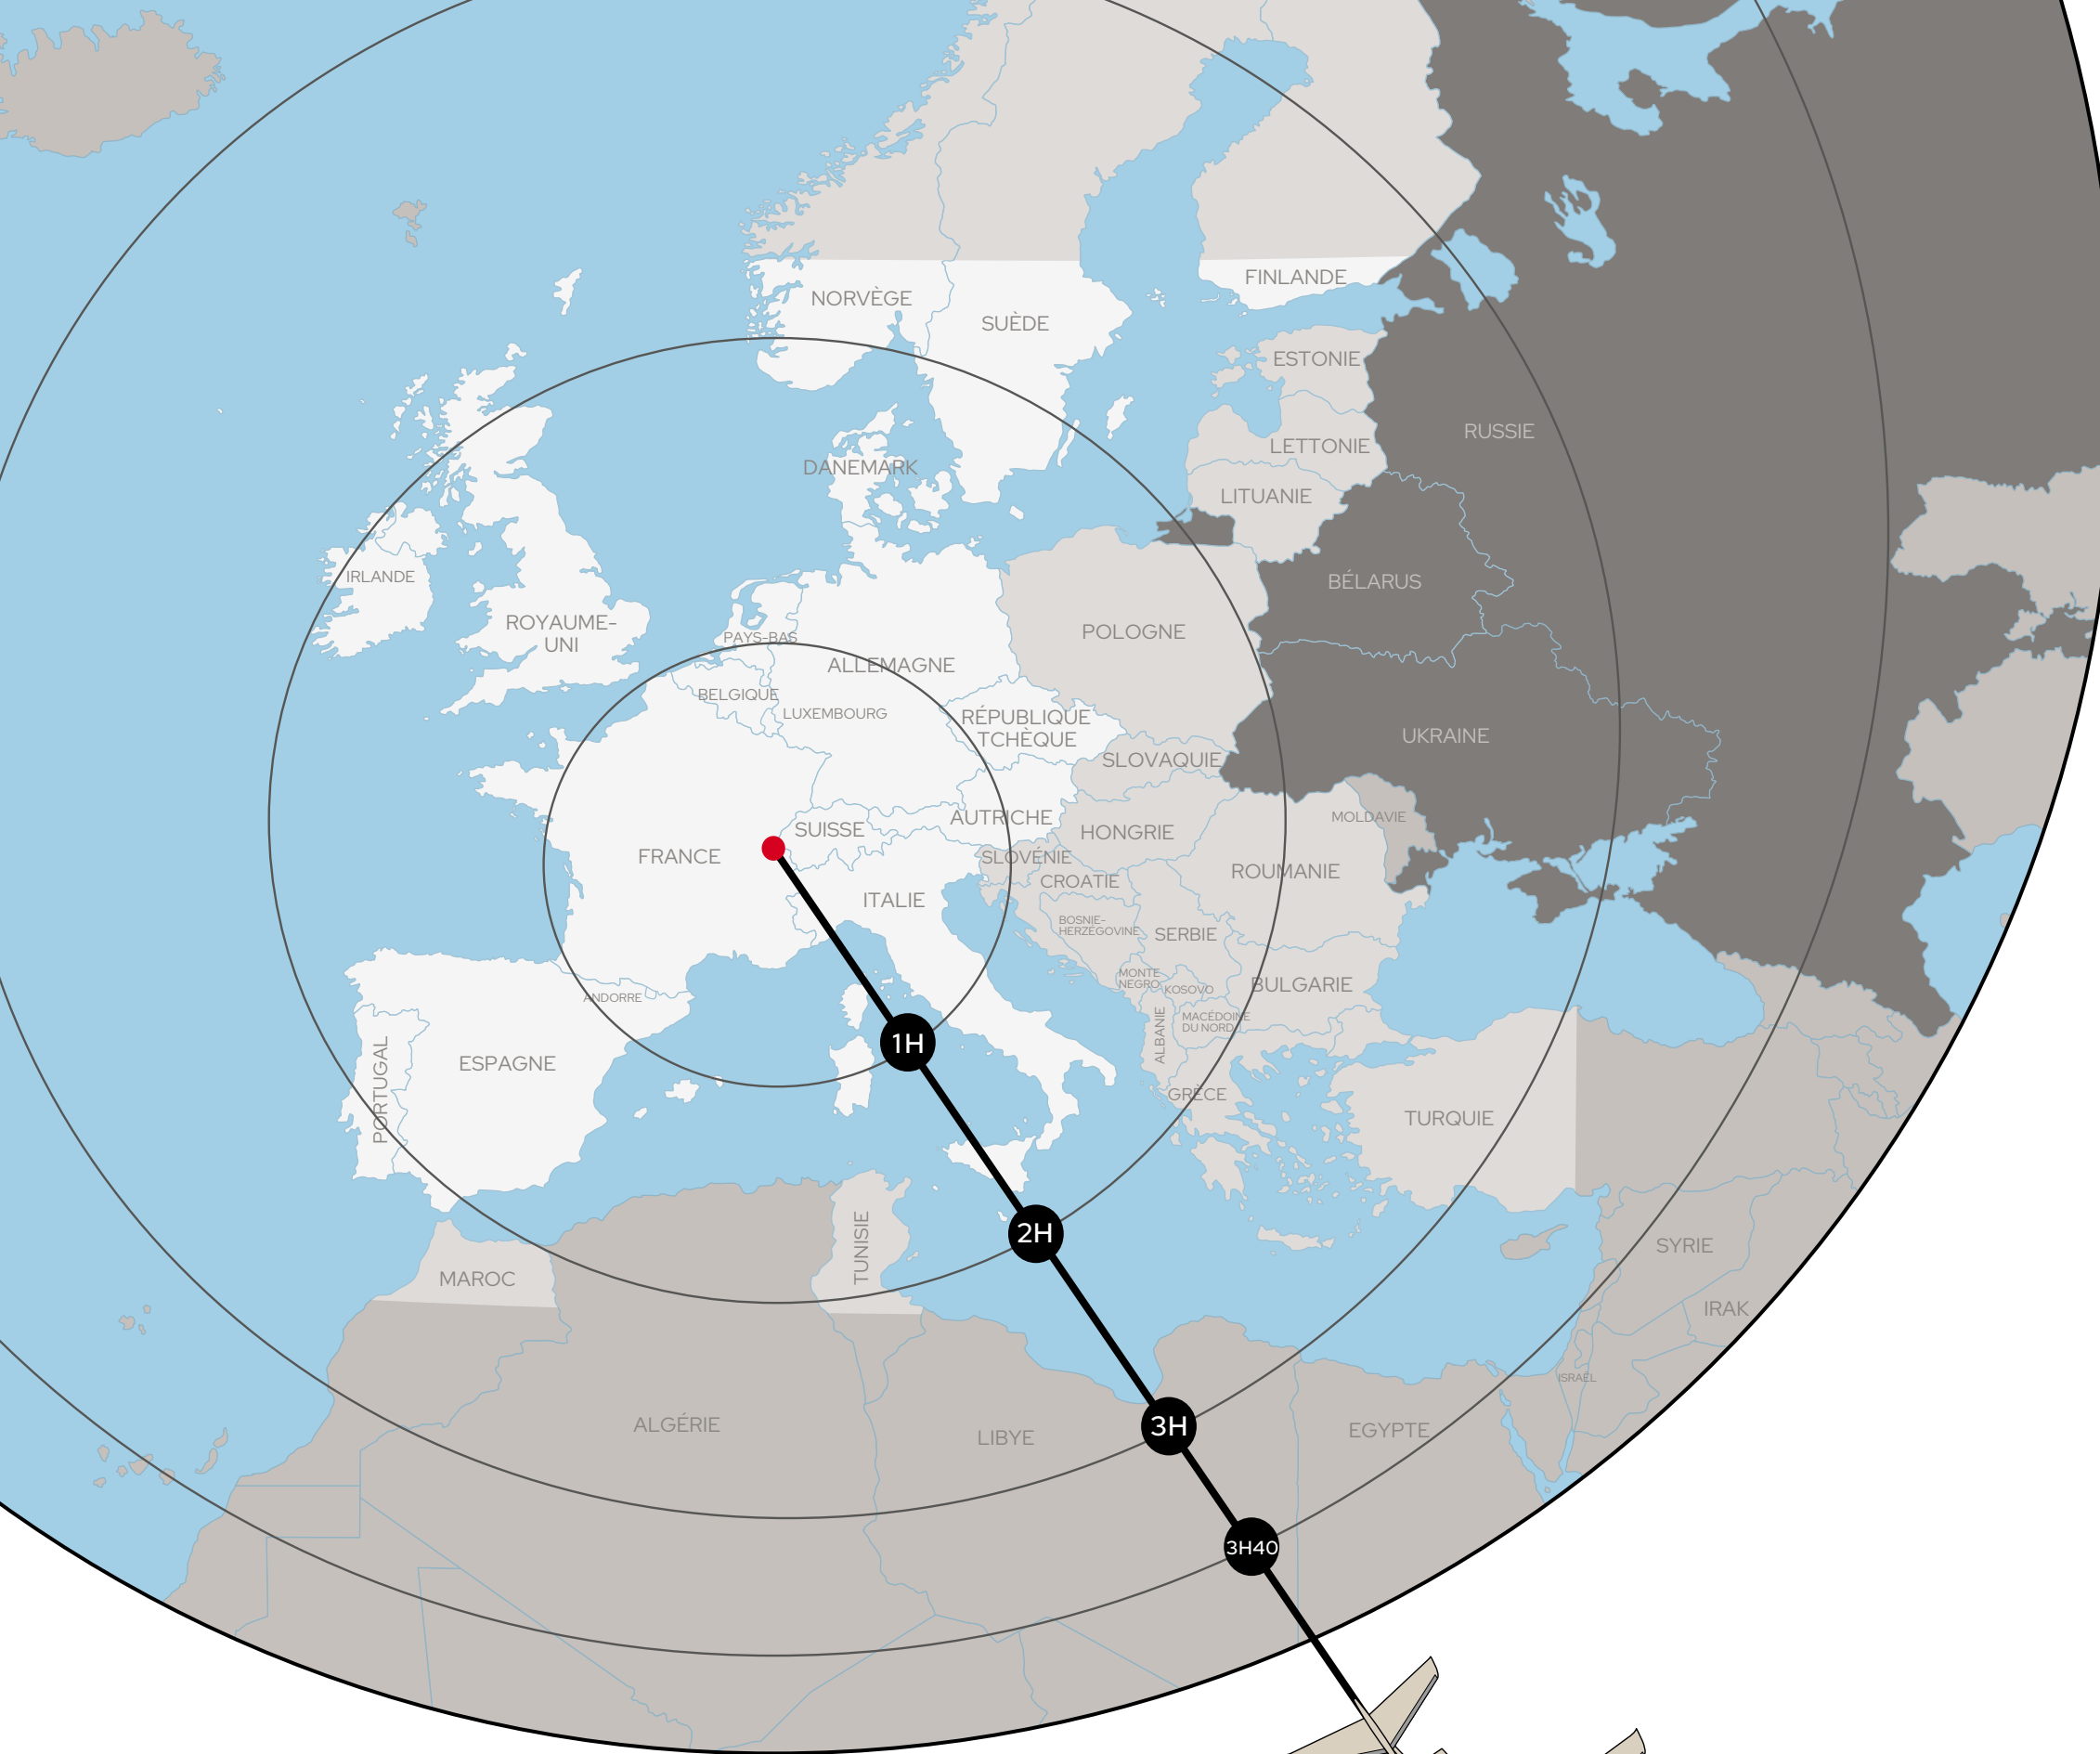 FINLANDE
NORVÈGE
SUÈDE
ESTONIE
RUSSIE
LETTONIE
DANEMARK
LITUANIE
IRLANDE
BÉLARUS
ROYAUME-
UNI
POLOGNE
PAYS-BAS
ALLEMAGNE
BELGIQUE
LUXEMBOURG
RÉPUBLIQUE
TCHÈQUE
UKRAINE
SLOVAQUIE
AUTRICHE
MOLDAVIE
SUISSE
HONGRIE
FRANCE
SLOVÉNIE
ROUMANIE
CROATIE
ITALIE
BOSNIE-
HERZÉGOVINE
SERBIE
MONTE
NEGRO
KOSOVO
BULGARIE
ANDORRE
MACÉDOINE
DU NORD
ALBANIE
1H
ESPAGNE
PORTUGAL
GRÈCE
TURQUIE
2H
SYRIE
TUNISIE
MAROC
IRAK
ISRAËL
ALGÉRIE
3H
EGYPTE
LIBYE
3H40